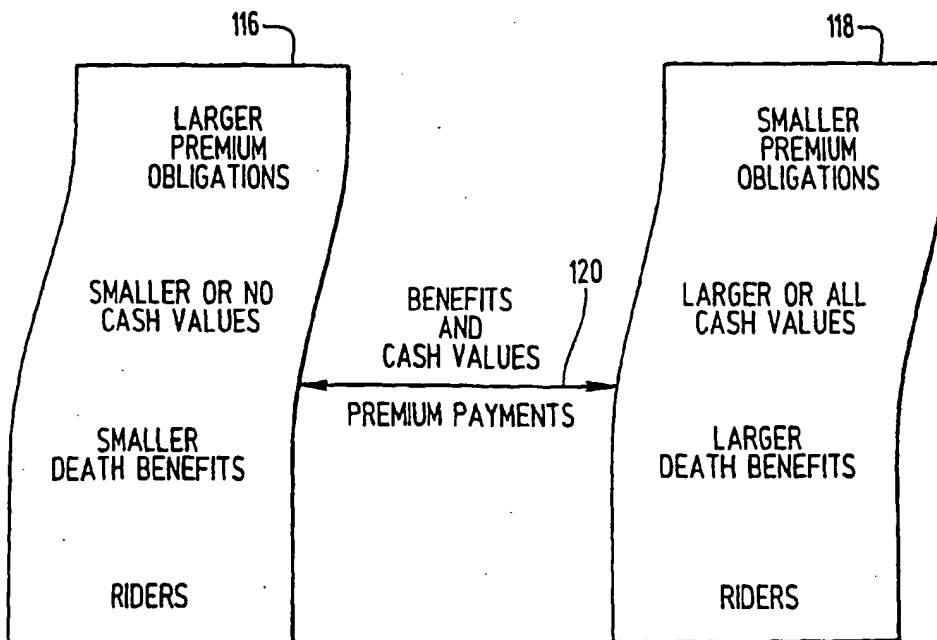 116
LARGER
PREMIUM
OBLIGATIONS
SMALLER OR NO
CASH VALUES
SMALLER
DEATH BENEFITS
RIDERS
BENEFITS
AND
CASH VALUES
120
PREMIUM PAYMENTS
118
SMALLER
PREMIUM
OBLIGATIONS
LARGER OR ALL
CASH VALUES
LARGER
DEATH BENEFITS
RIDERS